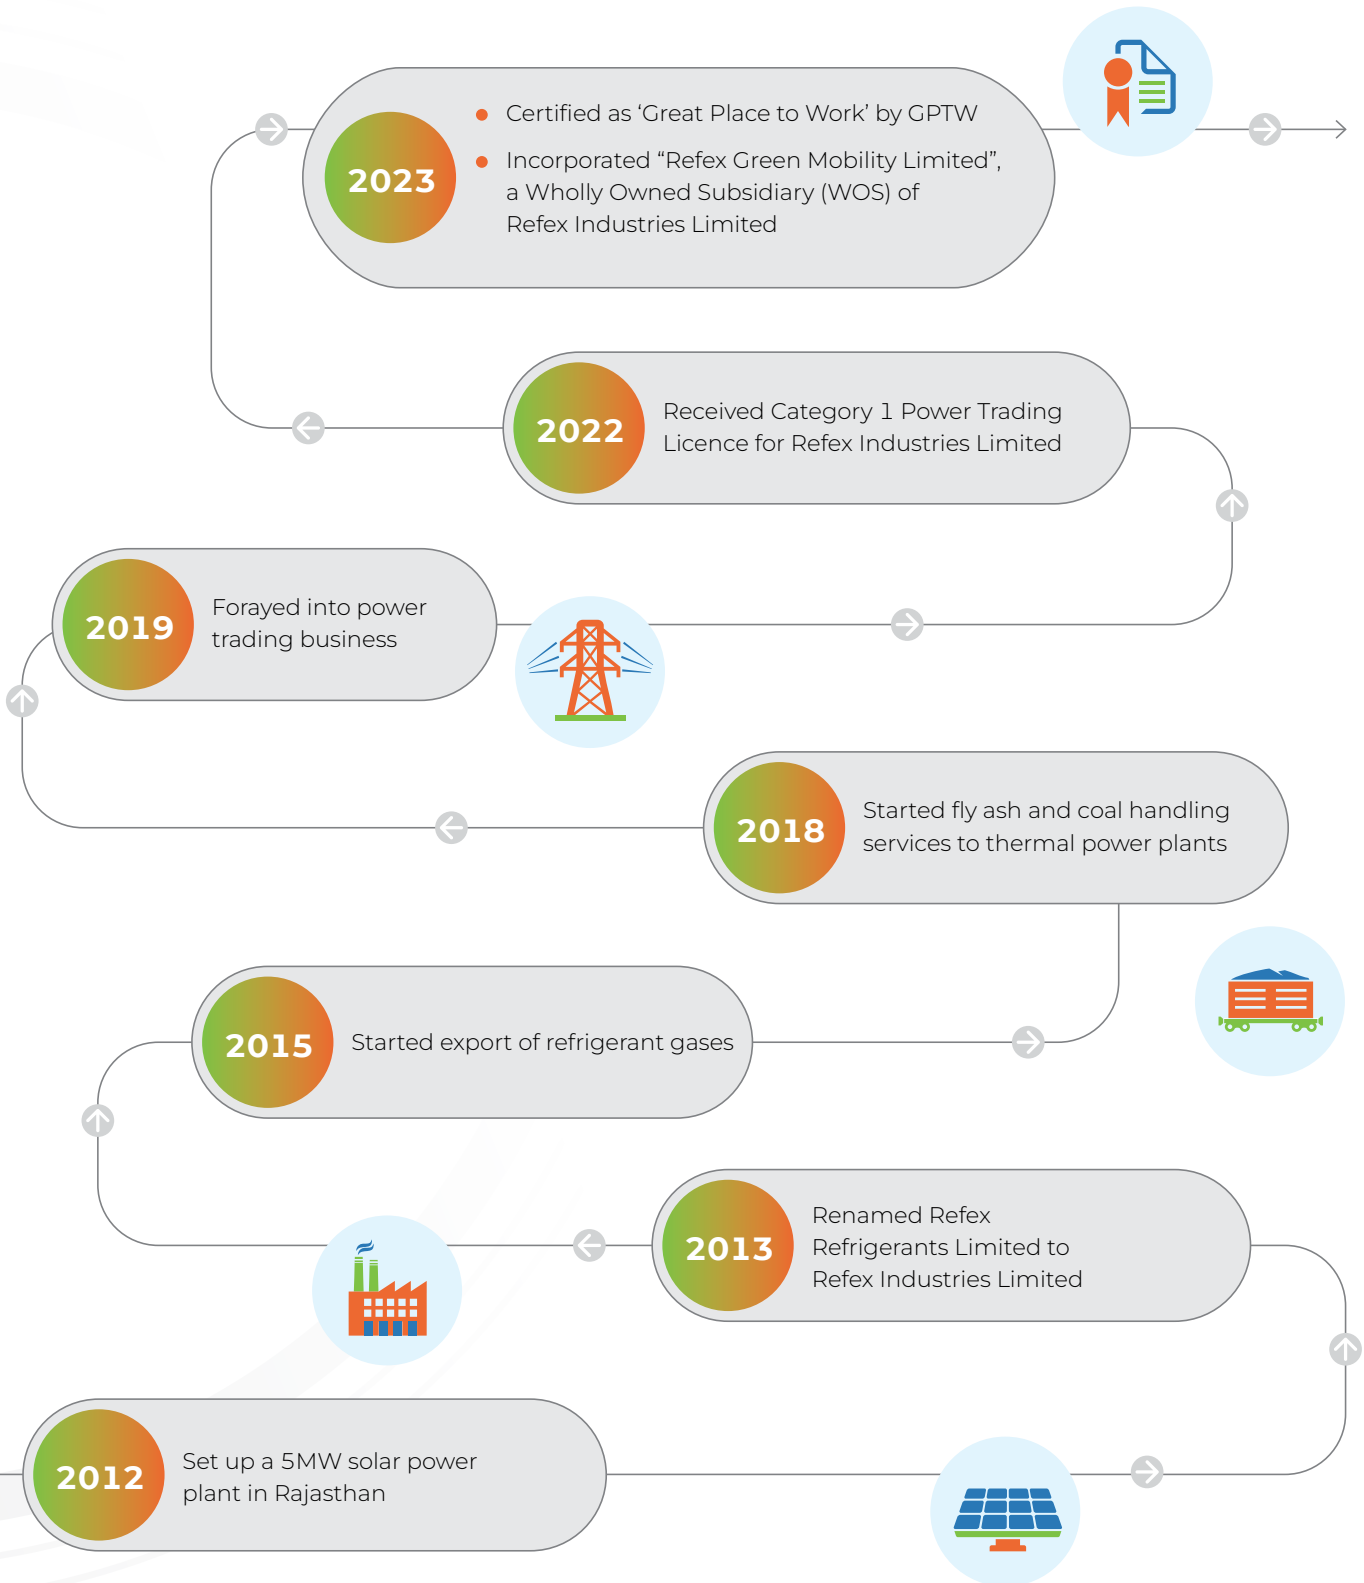 2023
● Certified as ‘Great Place to Work’ by GPTW
● Incorporated “Refex Green Mobility Limited”,
a Wholly Owned Subsidiary (WOS) of
Refex Industries Limited
2022
Received Category 1 Power Trading
Licence for Refex Industries Limited
2019
Forayed into power
trading business
2018
Started fly ash and coal handling
services to thermal power plants
2015
Started export of refrigerant gases
2013
Renamed Refex
Refrigerants Limited to
Refex Industries Limited
2012
Set up a 5MW solar power
plant in Rajasthan